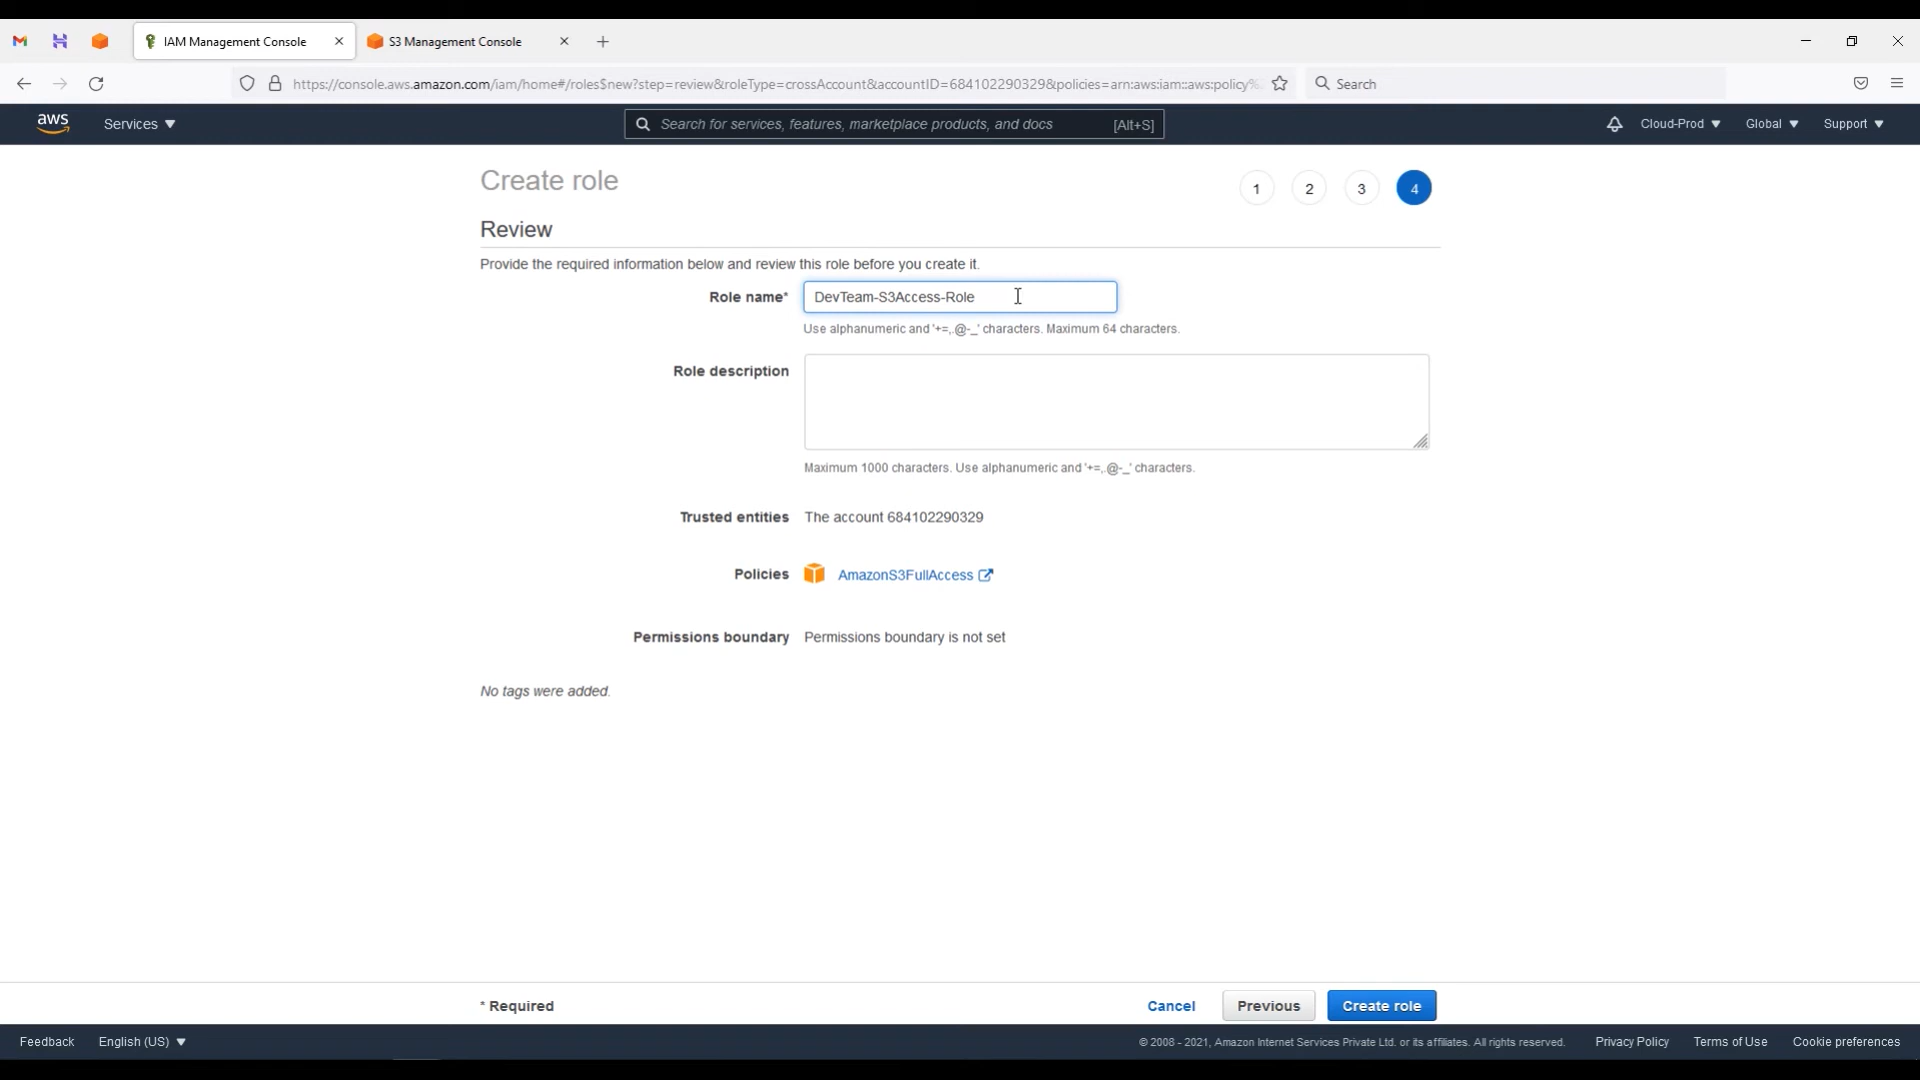 IAM Management Console
S3 Management Console
https://console.aws.amazon.com/iam/home#/roles$new?step=review&roleType=crossAccount&accountID=684102290329&policies=arn:aws:iam::aws:policy%
Search
aws
Services
Search for services, features, marketplace products, and docs
[Alt+S]
Cloud-Prod
Global
Support
Create role
1
2
3
4
Review
Provide the required information below and review this role before you create it.
Role name*
DevTeam-S3Access-Role
Use alphanumeric and '+=,.@-_' characters. Maximum 64 characters.
Role description
Maximum 1000 characters. Use alphanumeric and '+=,.@-_' characters.
Trusted entities
The account 684102290329
Policies
AmazonS3FullAccess
Permissions boundary
Permissions boundary is not set
No tags were added.
* Required
Cancel
Previous
Create role
Feedback
English (US)
© 2008 - 2021, Amazon Internet Services Private Ltd. or its affiliates. All rights reserved.
Privacy Policy
Terms of Use
Cookie preferences